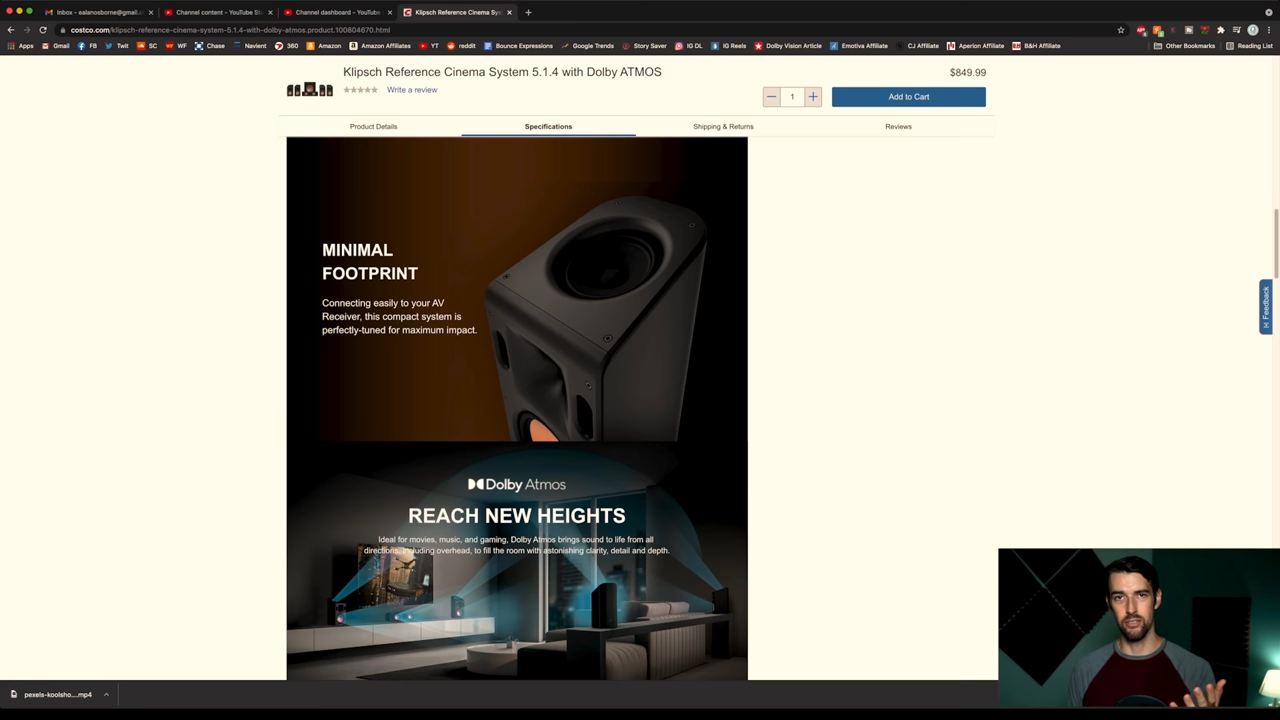 Inbox - ealanosborne@gmail.c
Channel content - YouTube St
Channel dashboard - YouTube
Klipsch Reference Cinema Sys
costco.com/klipsch-reference-cinema-system-5.1.4-with-dolby-atmos.product.100804670.html
Apps Gmail FB Twit SC WF Chase Navient 360 Amazon Amazon Affiliates YT reddit Bounce Expressions Google Trends Story Saver IG DL IG Reels Dolby Vision Article Emotiva Affiliate CJ Affiliate Aperion Affiliate B&H Affiliate Other Bookmarks Reading List
Klipsch Reference Cinema System 5.1.4 with Dolby ATMOS
$849.99
Write a review
1
Add to Cart
Product Details Specifications Shipping & Returns Reviews
MINIMAL
FOOTPRINT
Connecting easily to your AV
Receiver, this compact system is
perfectly-tuned for maximum impact.
Feedback
Dolby Atmos
REACH NEW HEIGHTS
Ideal for movies, music, and gaming, Dolby Atmos brings sound to life from all
directions, including overhead, to fill the room with astonishing clarity, detail and depth.
pexels-koolsho....mp4